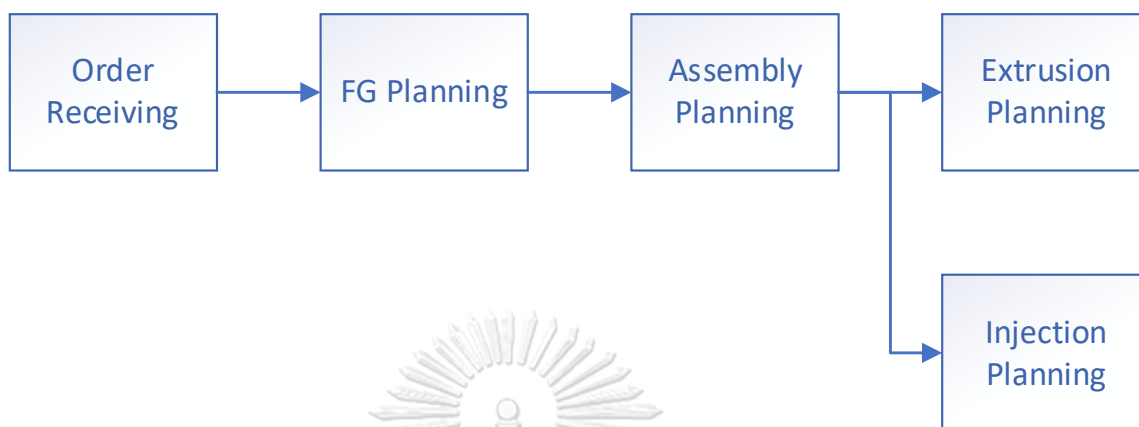 Order
Receiving
FG Planning
Assembly
Planning
Extrusion
Planning
Injection
Planning